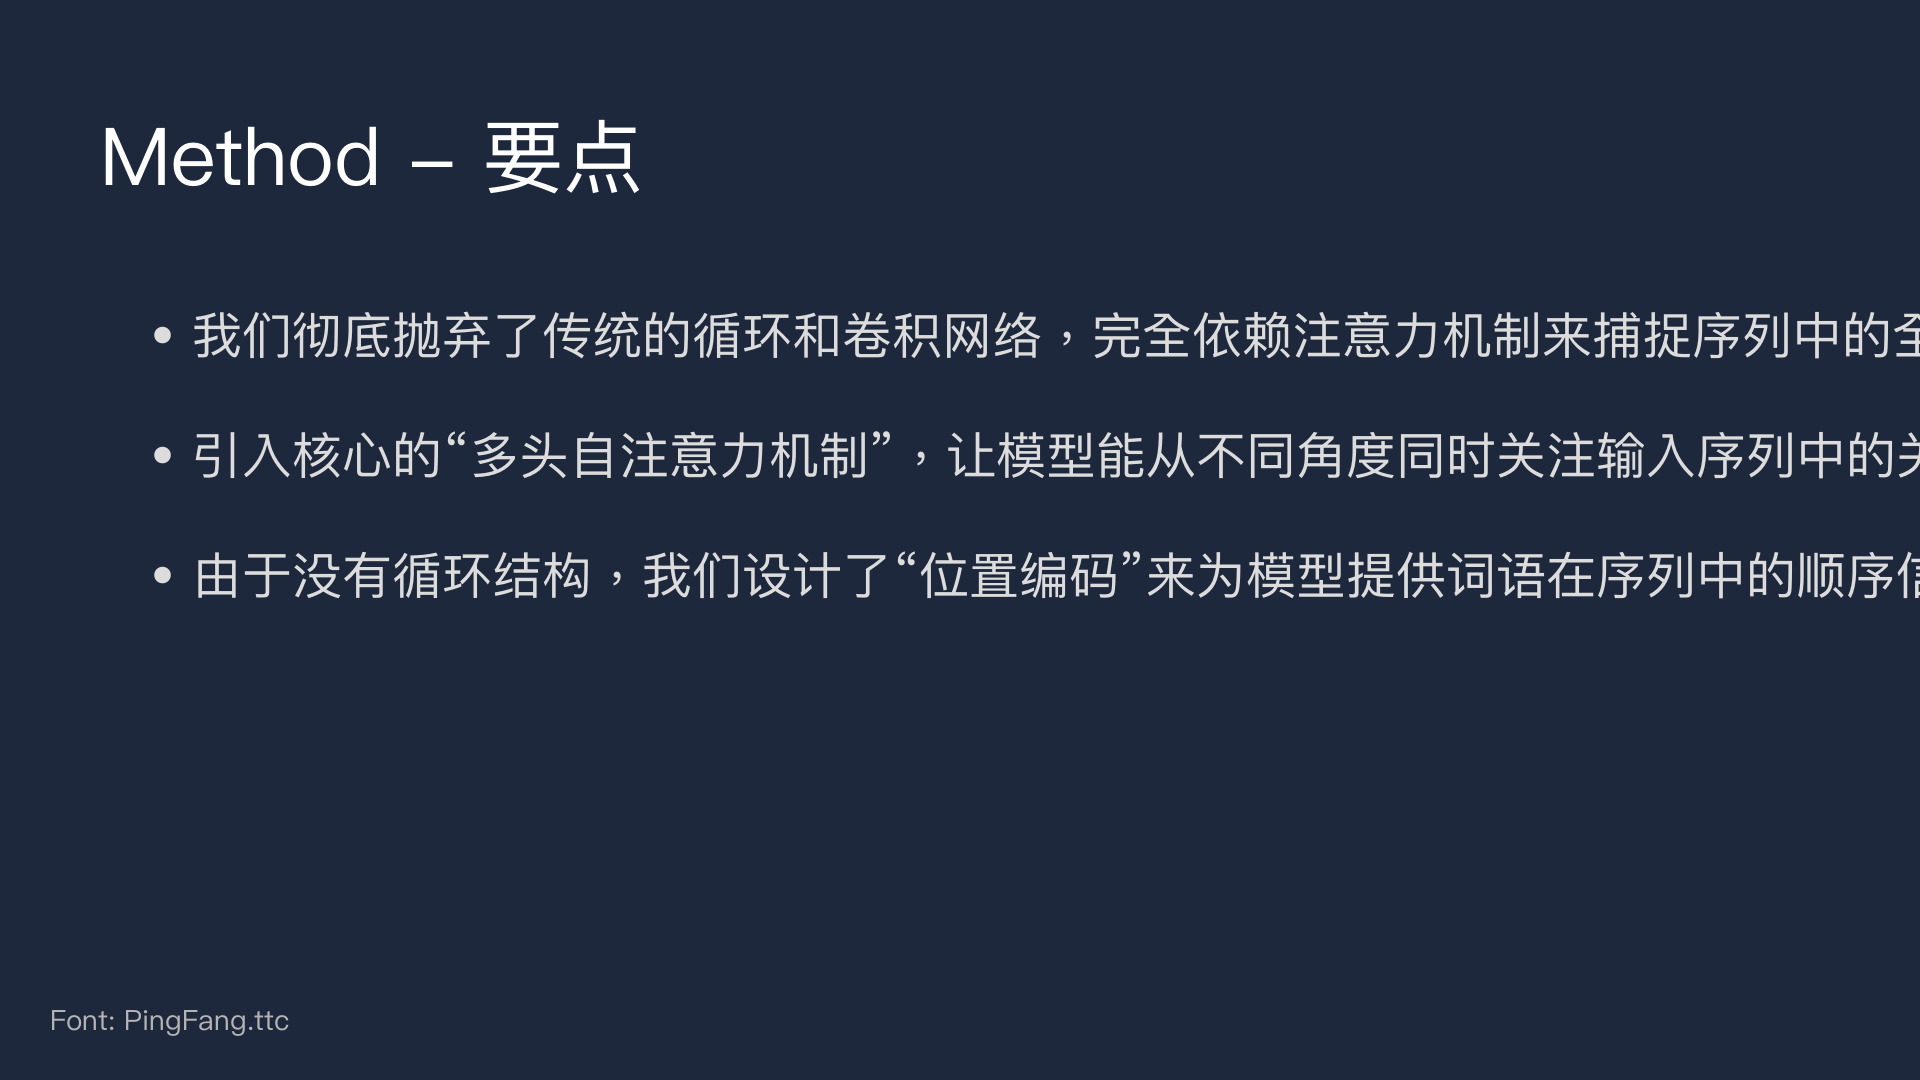 Method – 要点
• 我们彻底抛弃了传统的循环和卷积网络，完全依赖注意力机制来捕捉序列中的全
• 引入核心的“多头自注意力机制”，让模型能从不同角度同时关注输入序列中的关
• 由于没有循环结构，我们设计了“位置编码”来为模型提供词语在序列中的顺序信
Font: PingFang.ttc